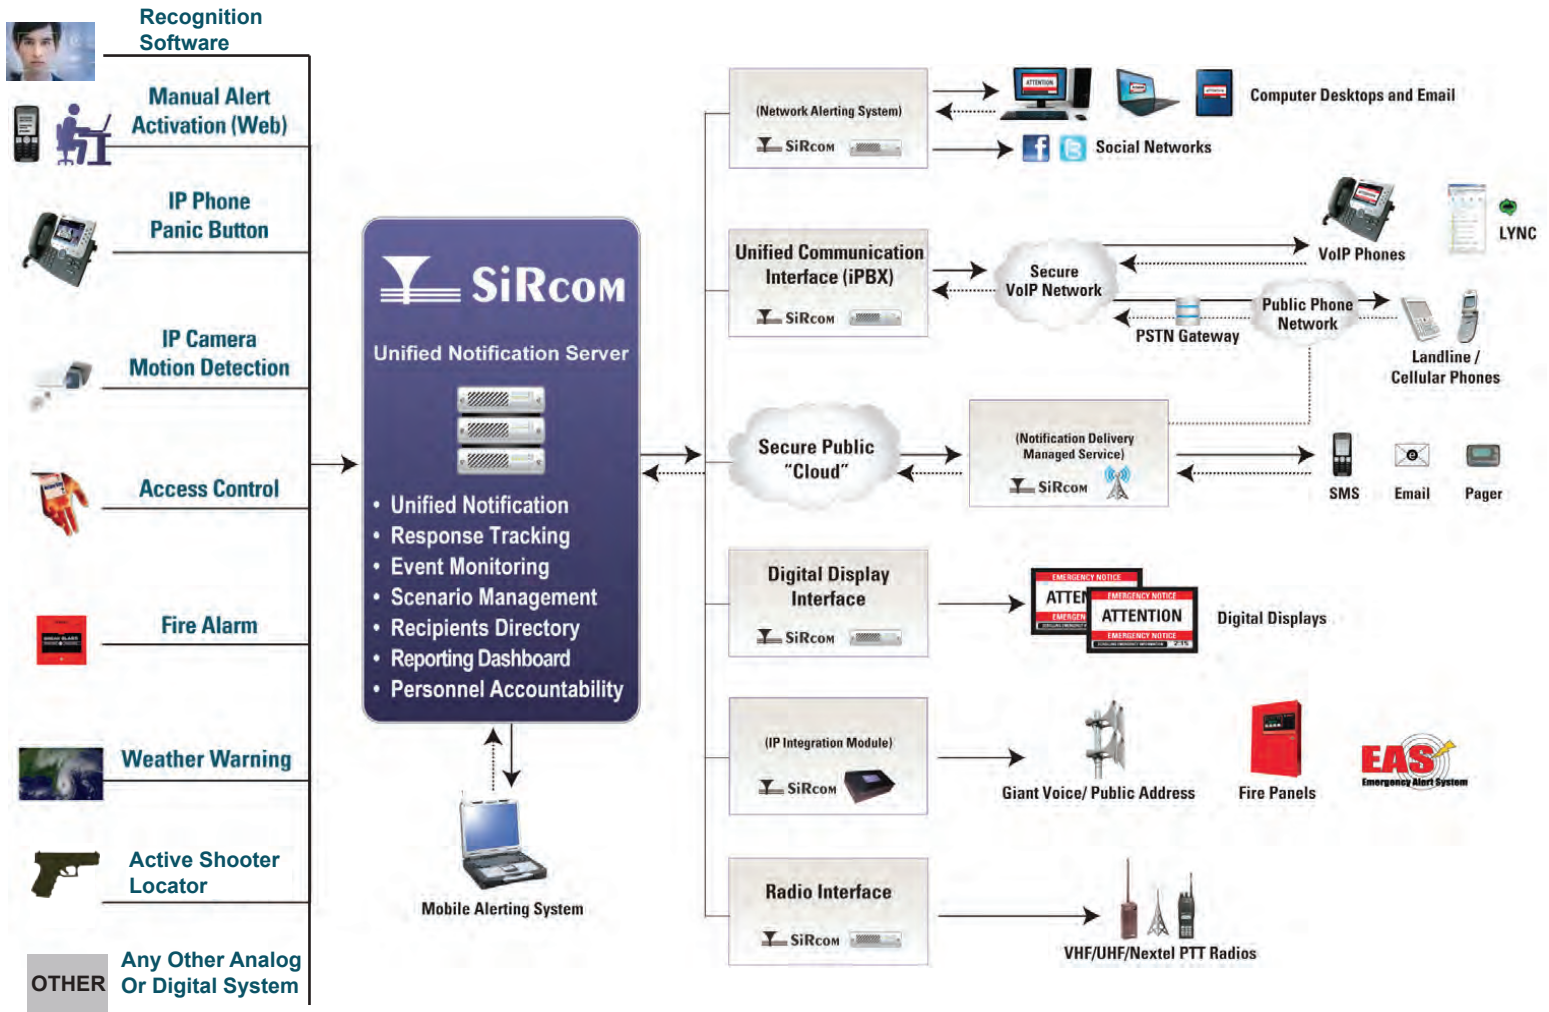 Recognition
Software
Manual Alert
Activation (Web)
IP Phone
Panic Button
IP Camera
Motion Detection
Access Control
Fire Alarm
Weather Warning
Active Shooter
Locator
OTHER
Any Other Analog
Or Digital System
SiRCOM
Unified Notification Server
• Unified Notification
• Response Tracking
• Event Monitoring
• Scenario Management
• Recipients Directory
• Reporting Dashboard
• Personnel Accountability
Mobile Alerting System
(Network Alerting System)
SiRCOM
ATTENTION
Computer Desktops and Email
Social Networks
Unified Communication
Interface (iPBX)
SiRCOM
Secure
VoIP Network
VoIP Phones
LYNC
PSTN Gateway
Public Phone
Network
Landline /
Cellular Phones
Secure Public
“Cloud”
(Notification Delivery
Managed Service)
SiRCOM
SMS
Email
Pager
Digital Display
Interface
SiRCOM
EMERGENCY NOTICE
EMERGENCY NOTICE
ATTENTION
EMERGENCY NOTICE
Digital Displays
(IP Integration Module)
SiRCOM
Giant Voice/ Public Address
Fire Panels
EAS
Emergency Alert System
Radio Interface
SiRCOM
VHF/UHF/Nextel PTT Radios